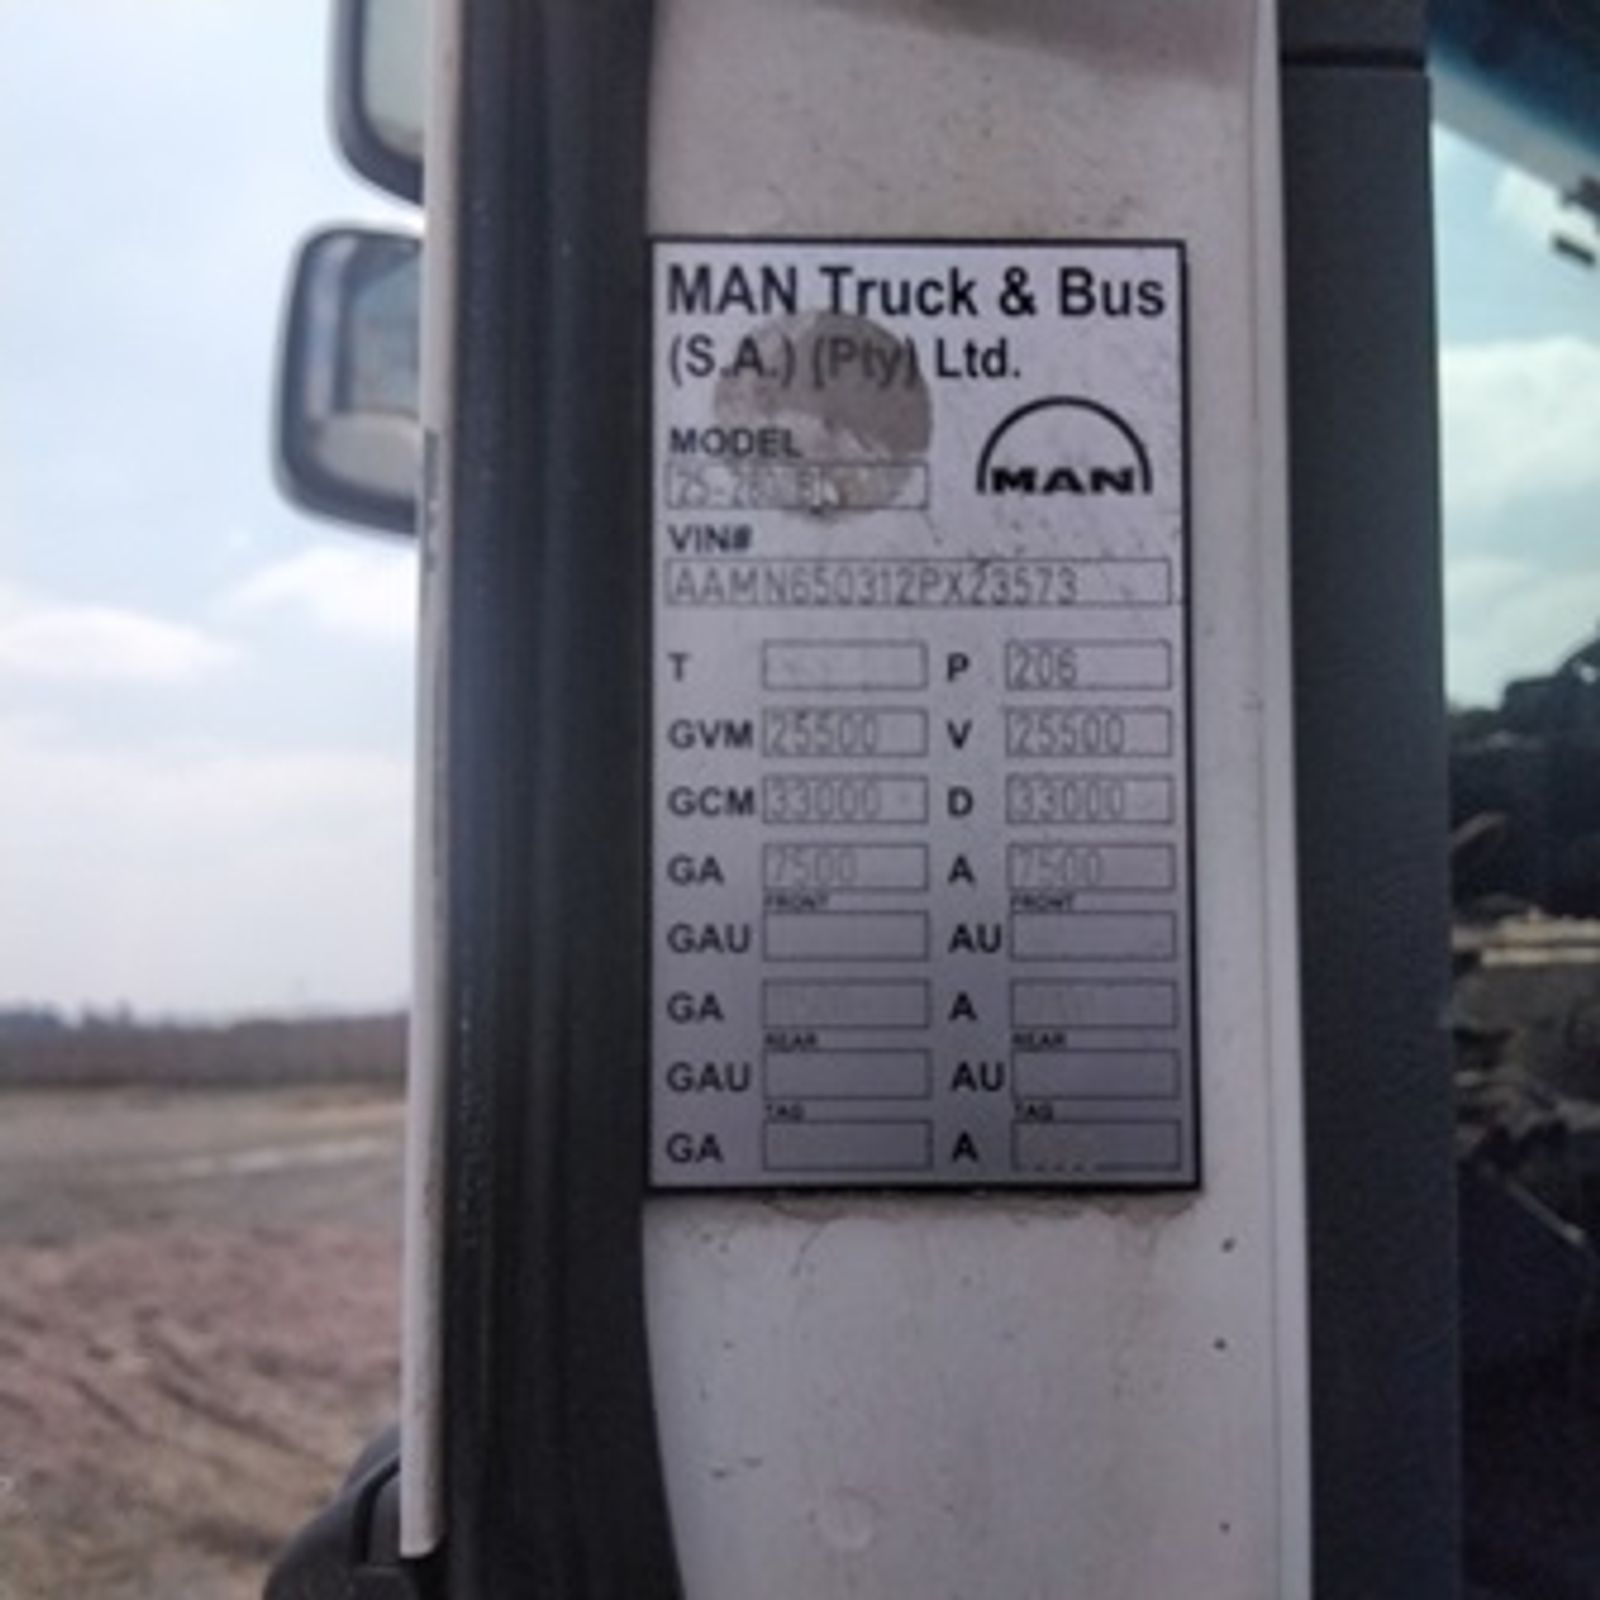 MAN Truck & Bus
(S.A.) (Pty) Ltd.
MODEL
MAN
VIN#
AAMN650312PX23573
T P 206
GVM 25500 V 25500
GCM 33000 D 33000
GA 7500 A 7500
FRONT FRONT
GAU AU
GA A
REAR REAR
GAU AU
TAG TAG
GA A